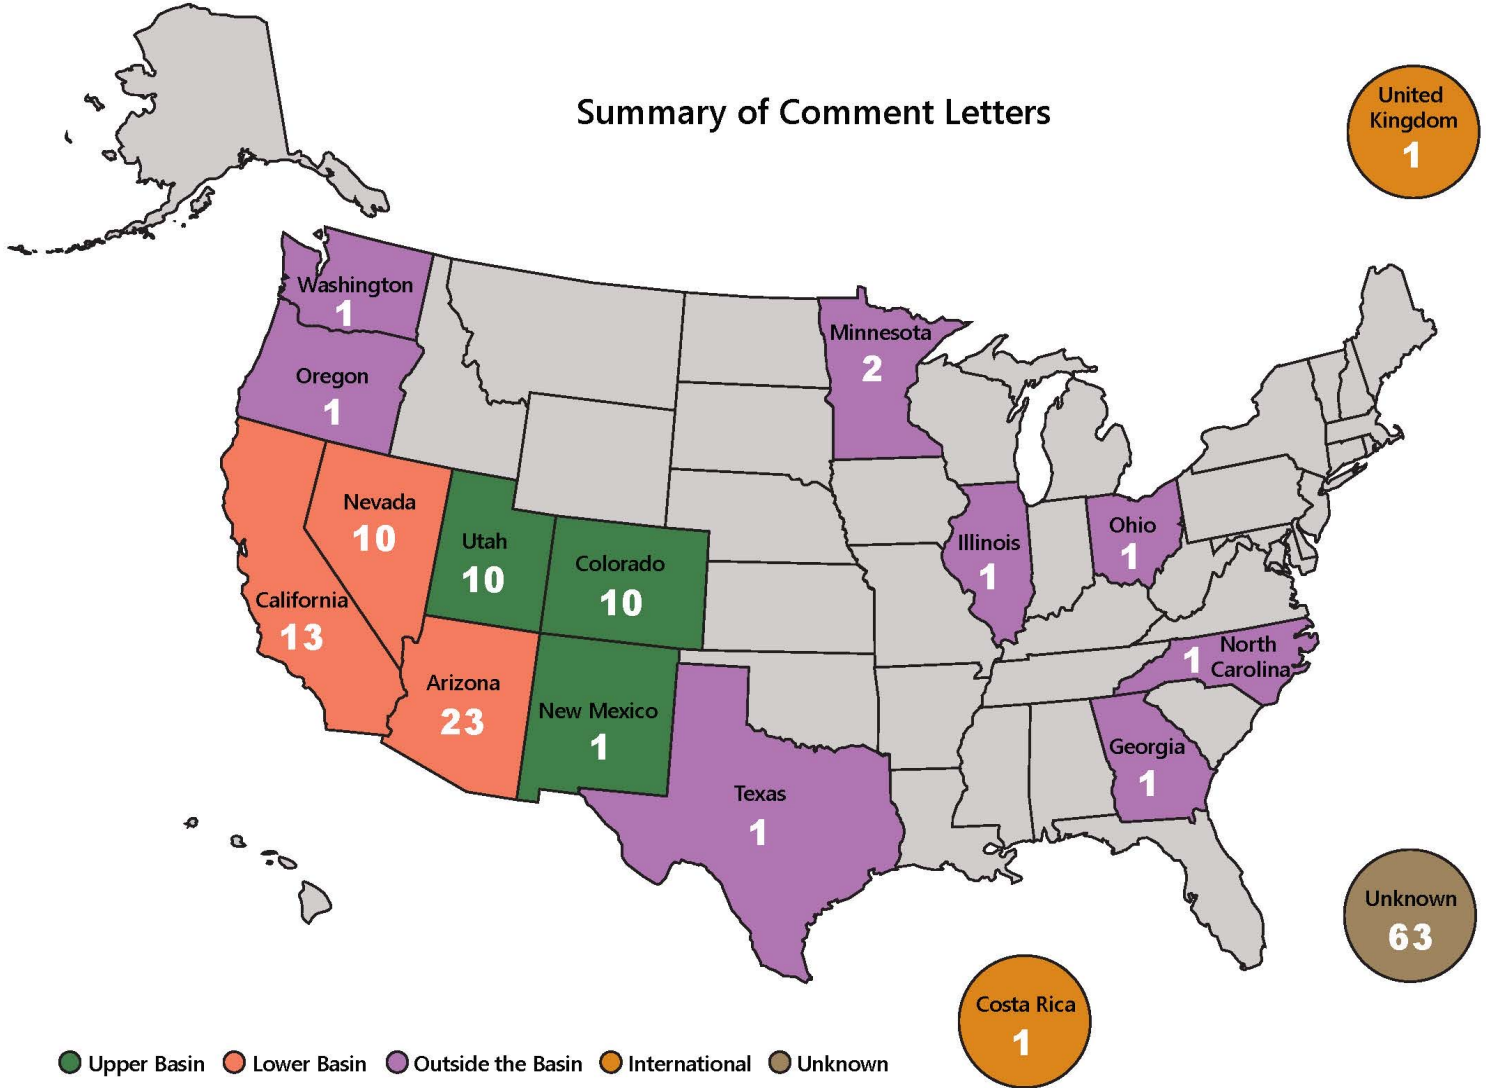 Summary of Comment Letters
United
Kingdom
1
Washington
1
Oregon
1
Minnesota
2
Nevada
10
Utah
10
Colorado
10
California
13
Arizona
23
New Mexico
1
Texas
1
Illinois
1
Ohio
1
North
Carolina
1
Georgia
1
Unknown
63
Costa Rica
1
Upper Basin
Lower Basin
Outside the Basin
International
Unknown